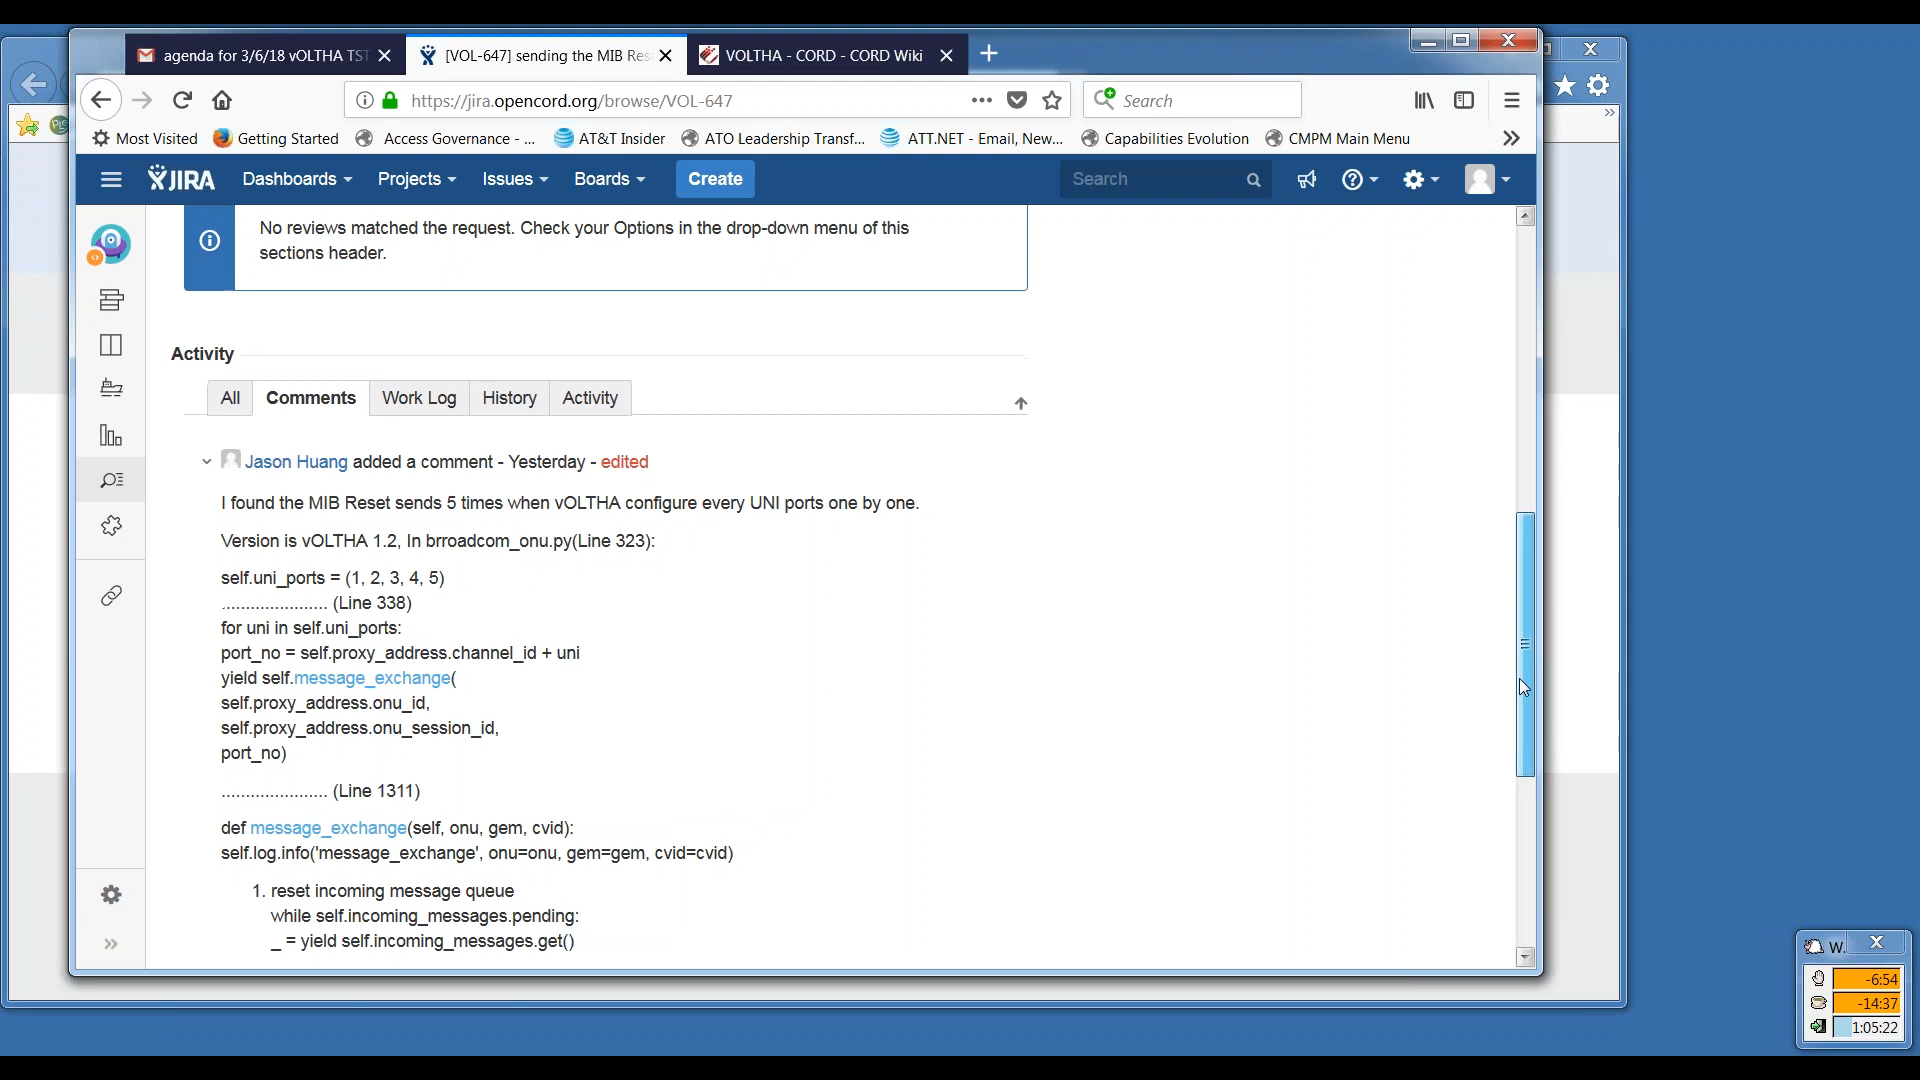 agenda for 3/6/18 vOLTHA TST
[VOL-647] sending the MIB Res
VOLTHA - CORD - CORD Wiki
https://jira.opencord.org/browse/VOL-647
Search
Most Visited
Getting Started
Access Governance - ...
AT&T Insider
ATO Leadership Transf...
ATT.NET - Email, New...
Capabilities Evolution
CMPM Main Menu
JIRA
Dashboards
Projects
Issues
Boards
Create
Search
No reviews matched the request. Check your Options in the drop-down menu of this
sections header.
Activity
All
Comments
Work Log
History
Activity
Jason Huang added a comment - Yesterday - edited
I found the MIB Reset sends 5 times when vOLTHA configure every UNI ports one by one.
Version is vOLTHA 1.2, In brroadcom_onu.py(Line 323):
self.uni_ports = (1, 2, 3, 4, 5)
...................... (Line 338)
for uni in self.uni_ports:
port_no = self.proxy_address.channel_id + uni
yield self.message_exchange(
self.proxy_address.onu_id,
self.proxy_address.onu_session_id,
port_no)
...................... (Line 1311)
def message_exchange(self, onu, gem, cvid):
self.log.info('message_exchange', onu=onu, gem=gem, cvid=cvid)
1. reset incoming message queue
while self.incoming_messages.pending:
_ = yield self.incoming_messages.get()
W.
-6:54
-14:37
1:05:22